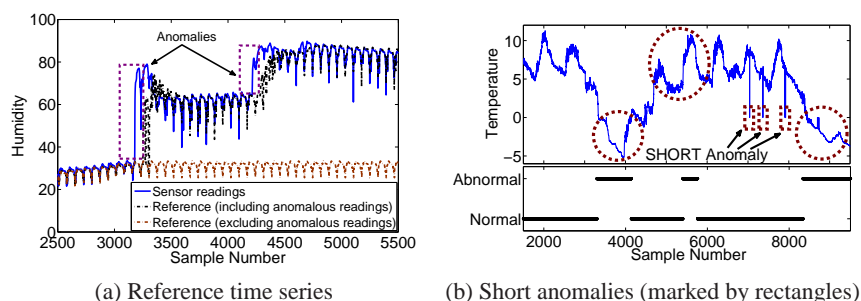 Anomalies
Humidity
100
80
60
40
20
0
Sensor readings
Reference (including anomalous readings)
Reference (excluding anomalous readings)
2500 3000 3500 4000 4500 5000 5500
Sample Number
(a) Reference time series
Temperature
10
5
0
−5
SHORT Anomaly
Abnormal
Normal
2000 4000 6000 8000
Sample Number
(b) Short anomalies (marked by rectangles)